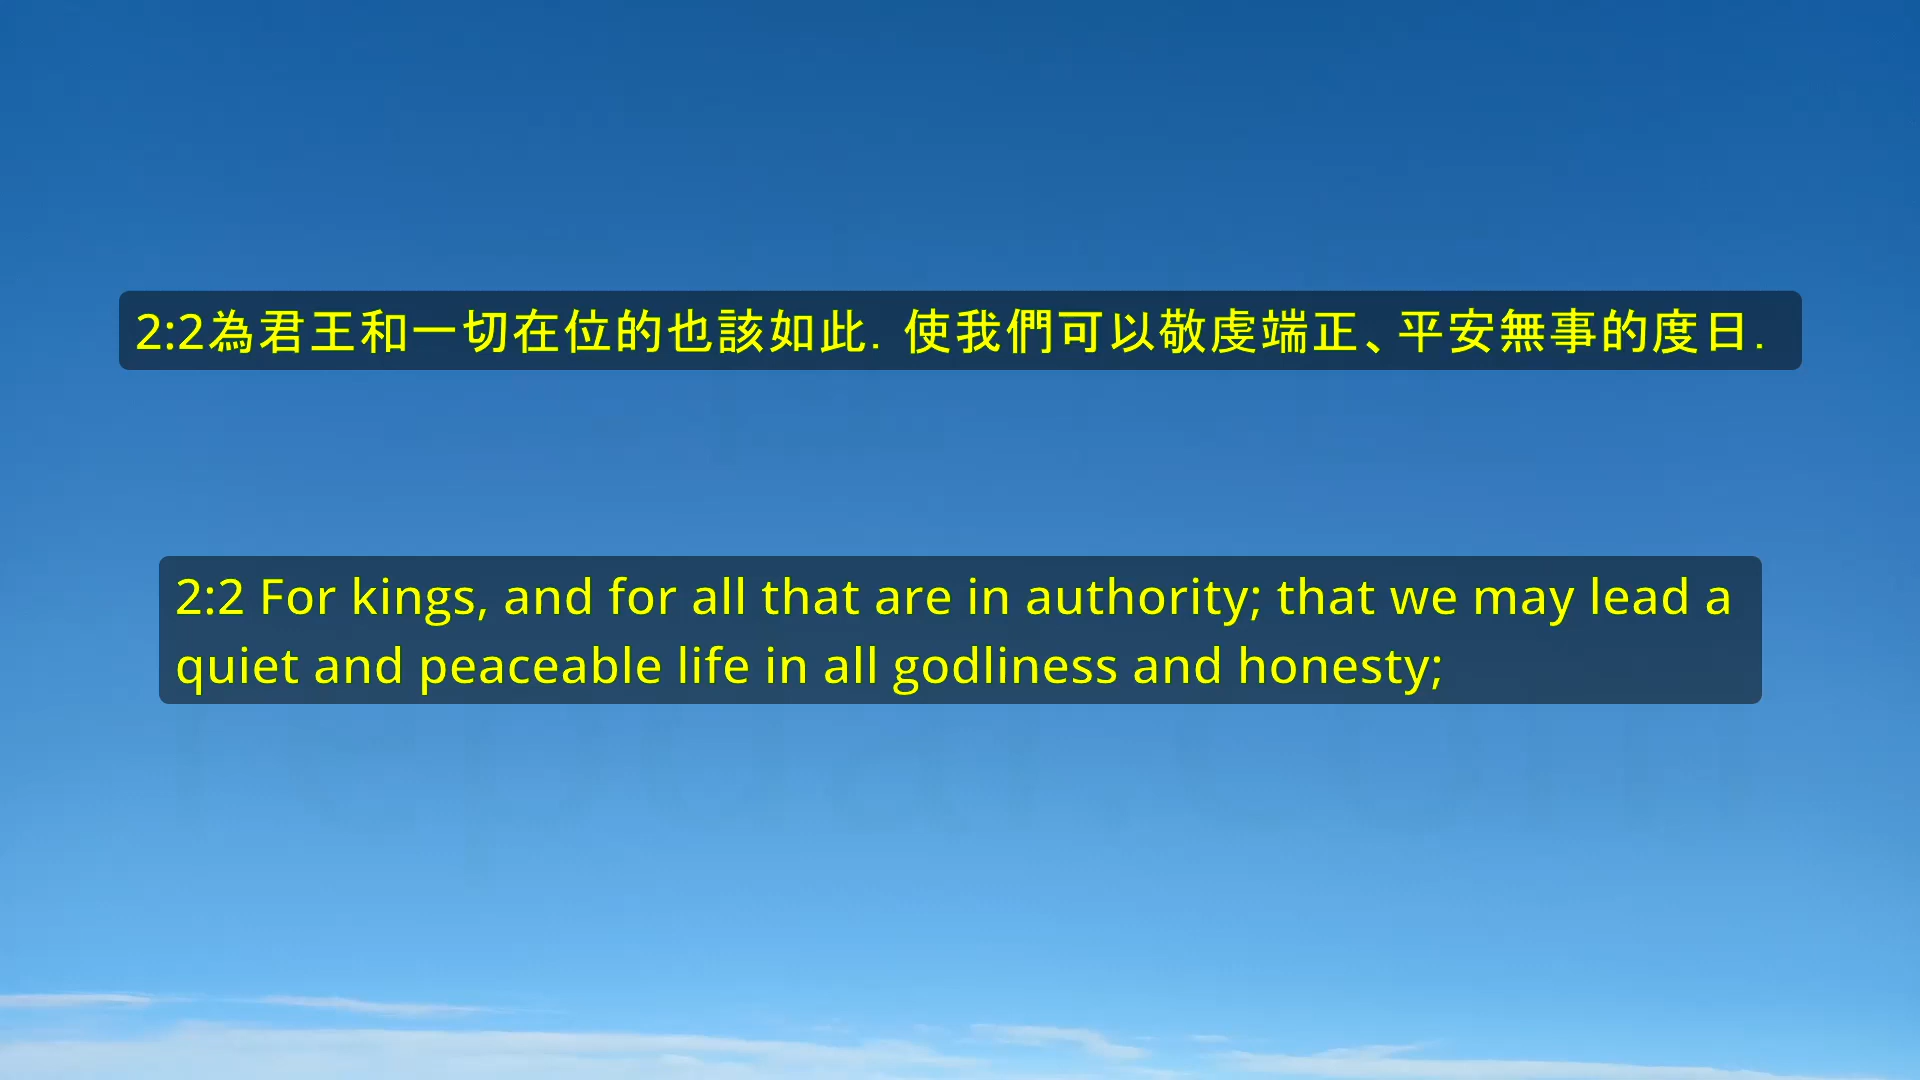 2:2為君王和一切在位的也該如此. 使我們可以敬虔端正、平安無事的度日.
2:2 For kings, and for all that are in authority; that we may lead a
quiet and peaceable life in all godliness and honesty;